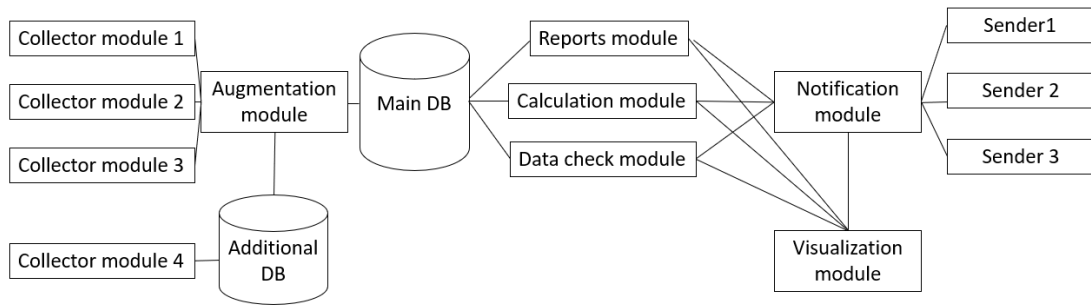 Collector module 1
Collector module 2
Collector module 3
Collector module 4
Augmentation
module
Additional
DB
Main DB
Reports module
Calculation module
Data check module
Notification
module
Visualization
module
Sender1
Sender 2
Sender 3